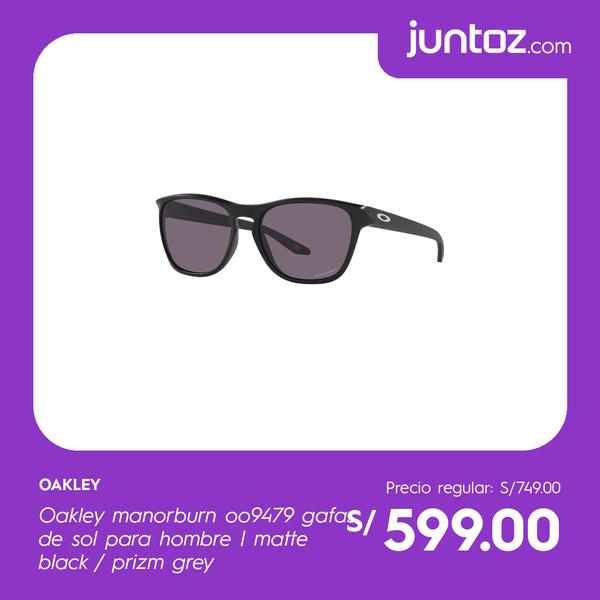 juntoz.com
OAKLEY
Precio regular: S/749.00
Oakley manorburn oo9479 gafas
de sol para hombre | matte
black / prizm grey
S/ 599.00